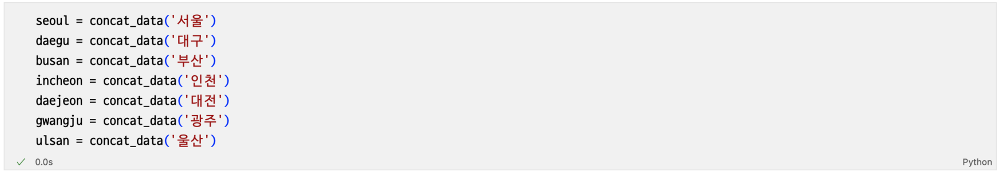 seoul = concat_data('서울')
daegu = concat_data('대구')
busan = concat_data('부산')
incheon = concat_data('인천')
daejeon = concat_data('대전')
gwangju = concat_data('광주')
ulsan = concat_data('울산')
✓ 0.0s
Python